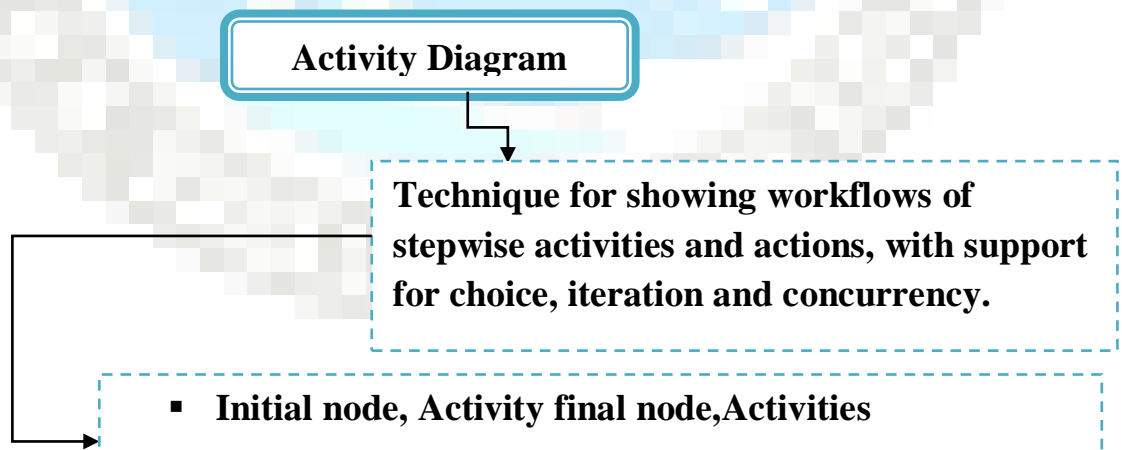 Activity Diagram
Technique for showing workflows of
stepwise activities and actions, with support
for choice, iteration and concurrency.
▪ Initial node, Activity final node,Activities